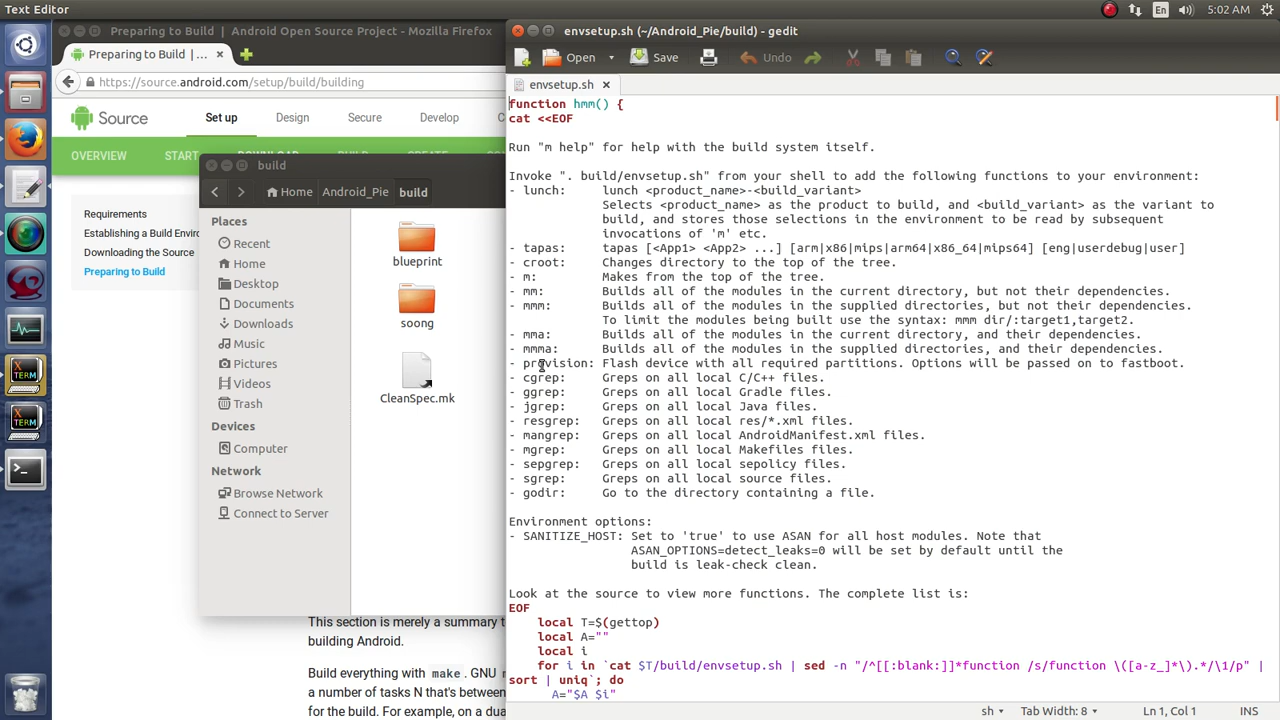 Text Editor
En
5:02 AM
Preparing to Build | Android Open Source Project - Mozilla Firefox
Preparing to Build | ...
https://source.android.com/setup/build/building
Source
Set up
Design
Secure
Develop
OVERVIEW
START
Requirements
Establishing a Build Enviro
Downloading the Source
Preparing to Build
This section is merely a summary t
building Android.
Build everything with make. GNU
a number of tasks N that's between
for the build. For example, on a dua
build
Home
Android_Pie
build
Places
Recent
Home
Desktop
Documents
Downloads
Music
Pictures
Videos
Trash
Devices
Computer
Network
Browse Network
Connect to Server
blueprint
soong
CleanSpec.mk
X
TERM
X
TERM
envsetup.sh (~/Android_Pie/build) - gedit
Open
Save
Undo
envsetup.sh
function hmm() {
cat <<EOF
Run "m help" for help with the build system itself.
Invoke ". build/envsetup.sh" from your shell to add the following functions to your environment:
- lunch: lunch <product_name>-<build_variant>
Selects <product_name> as the product to build, and <build_variant> as the variant to
build, and stores those selections in the environment to be read by subsequent
invocations of 'm' etc.
- tapas: tapas [<App1> <App2> ...] [arm|x86|mips|arm64|x86_64|mips64] [eng|userdebug|user]
- croot: Changes directory to the top of the tree.
- m: Makes from the top of the tree.
- mm: Builds all of the modules in the current directory, but not their dependencies.
- mmm: Builds all of the modules in the supplied directories, but not their dependencies.
To limit the modules being built use the syntax: mmm dir/:target1,target2.
- mma: Builds all of the modules in the current directory, and their dependencies.
- mmma: Builds all of the modules in the supplied directories, and their dependencies.
- provision: Flash device with all required partitions. Options will be passed on to fastboot.
- cgrep: Greps on all local C/C++ files.
- ggrep: Greps on all local Gradle files.
- jgrep: Greps on all local Java files.
- resgrep: Greps on all local res/*.xml files.
- mangrep: Greps on all local AndroidManifest.xml files.
- mgrep: Greps on all local Makefiles files.
- sepgrep: Greps on all local sepolicy files.
- sgrep: Greps on all local source files.
- godir: Go to the directory containing a file.
Environment options:
- SANITIZE_HOST: Set to 'true' to use ASAN for all host modules. Note that
ASAN_OPTIONS=detect_leaks=0 will be set by default until the
build is leak-check clean.
Look at the source to view more functions. The complete list is:
EOF
local T=$(gettop)
local A=""
local i
for i in `cat $T/build/envsetup.sh | sed -n "/^[[:blank:]]*function /s/function \([a-z_]*\).*/\1/p" |
sort | uniq`; do
A="$A $i"
sh
Tab Width: 8
Ln 1, Col 1
INS